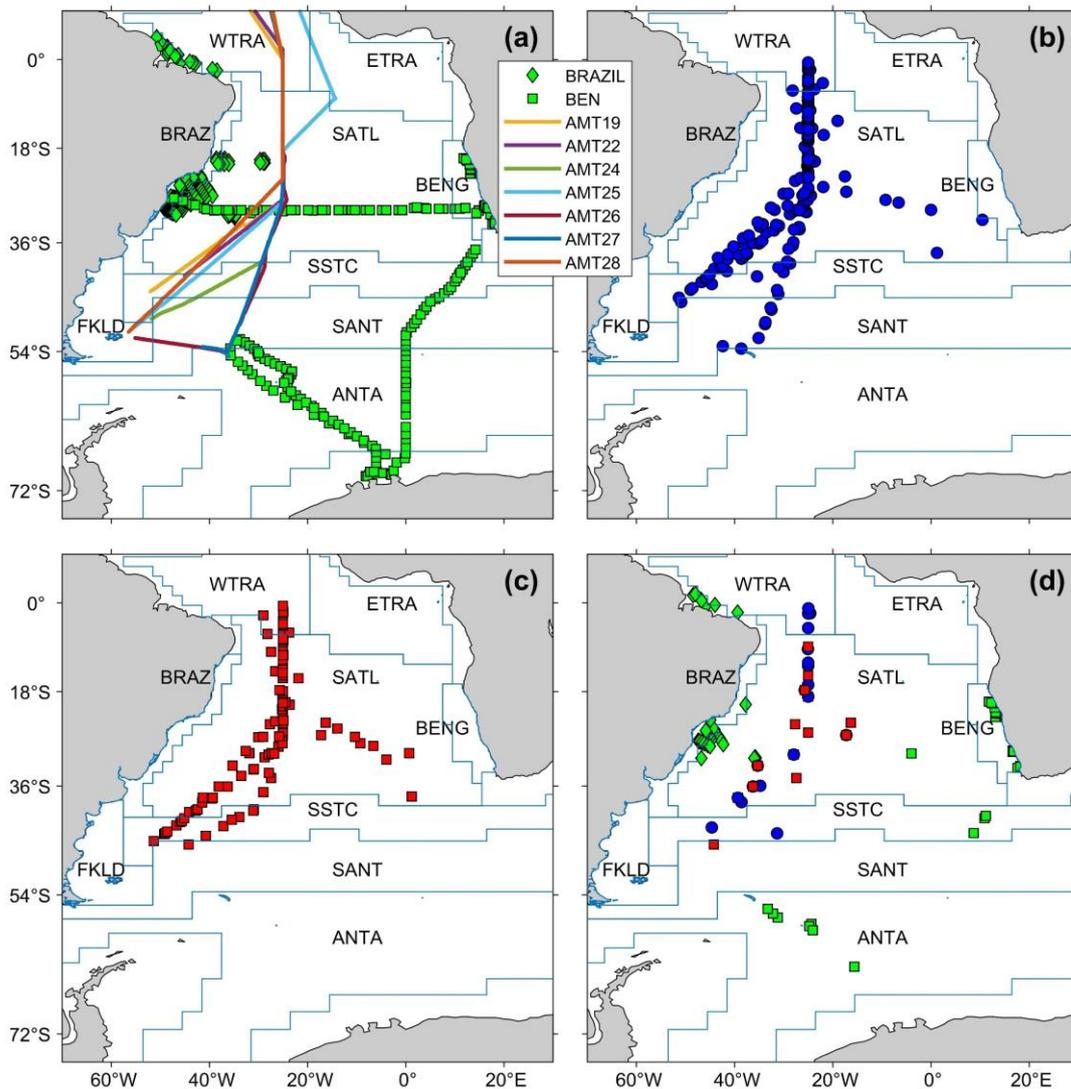 (a)
WTRA
0°
ETRA
BRAZ
18°S
SATL
BENG
36°S
SSTC
FKLD
SANT
54°S
ANTA
72°S
BRAZIL
BEN
AMT19
AMT22
AMT24
AMT25
AMT26
AMT27
AMT28
(b)
WTRA
ETRA
BRAZ
SATL
BENG
SSTC
FKLD
SANT
ANTA
(c)
WTRA
0°
ETRA
BRAZ
18°S
SATL
BENG
36°S
SSTC
FKLD
SANT
54°S
ANTA
72°S
60°W 40°W 20°W 0° 20°E
(d)
WTRA
ETRA
BRAZ
SATL
BENG
SSTC
FKLD
SANT
ANTA
60°W 40°W 20°W 0° 20°E